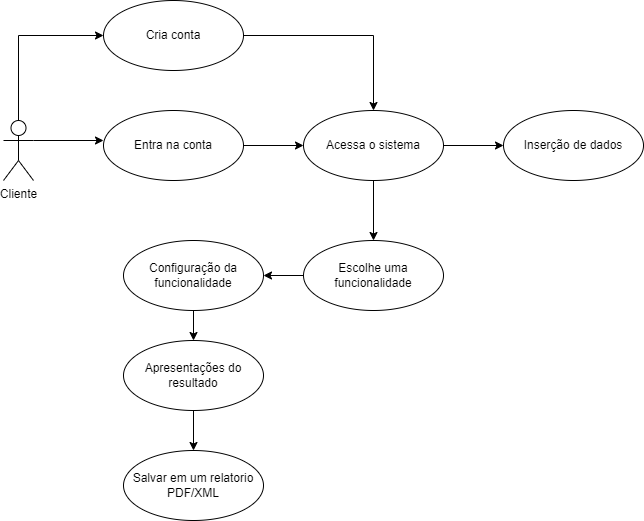 Cria conta
Entra na conta
Acessa o sistema
Inserção de dados
Cliente
Configuração da
funcionalidade
Escolhe uma
funcionalidade
Apresentações do
resultado
Salvar em um relatorio
PDF/XML